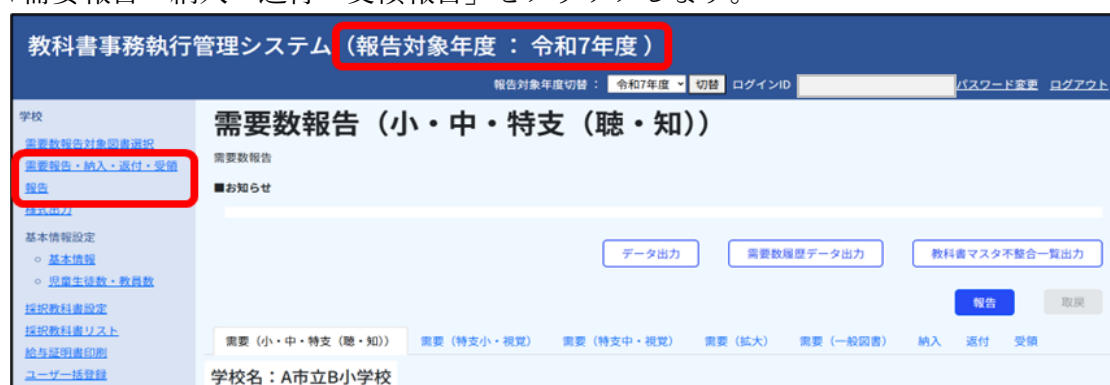 「需要報告・納入・返付・受領報告」をクリックします。
教科書事務執行管理システム（報告対象年度 ： 令和7年度 ）
報告対象年度切替 ： 令和7年度 切替 ログインID パスワード変更 ログアウト
学校
需要数報告対象図書選択
需要報告・納入・返付・受領
報告
様式出力
基本情報設定
基本情報
児童生徒数・教員数
採択教科書設定
採択教科書リスト
給与証明書印刷
ユーザー括登録
需要数報告（小・中・特支（聴・知））
需要数報告
■お知らせ
データ出力 需要数履歴データ出力 教科書マスタ不整合一覧出力
報告 取戻
需要（小・中・特支（聴・知）） 需要（特支小・視覚） 需要（特支中・視覚） 需要（拡大） 需要（一般図書） 納入 返付 受領
学校名：A市立B小学校